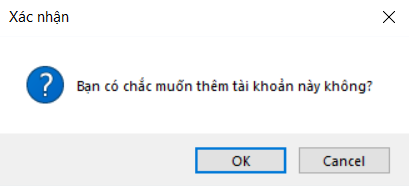 Xác nhận
Bạn có chắc muốn thêm tài khoản này không?
OK
Cancel